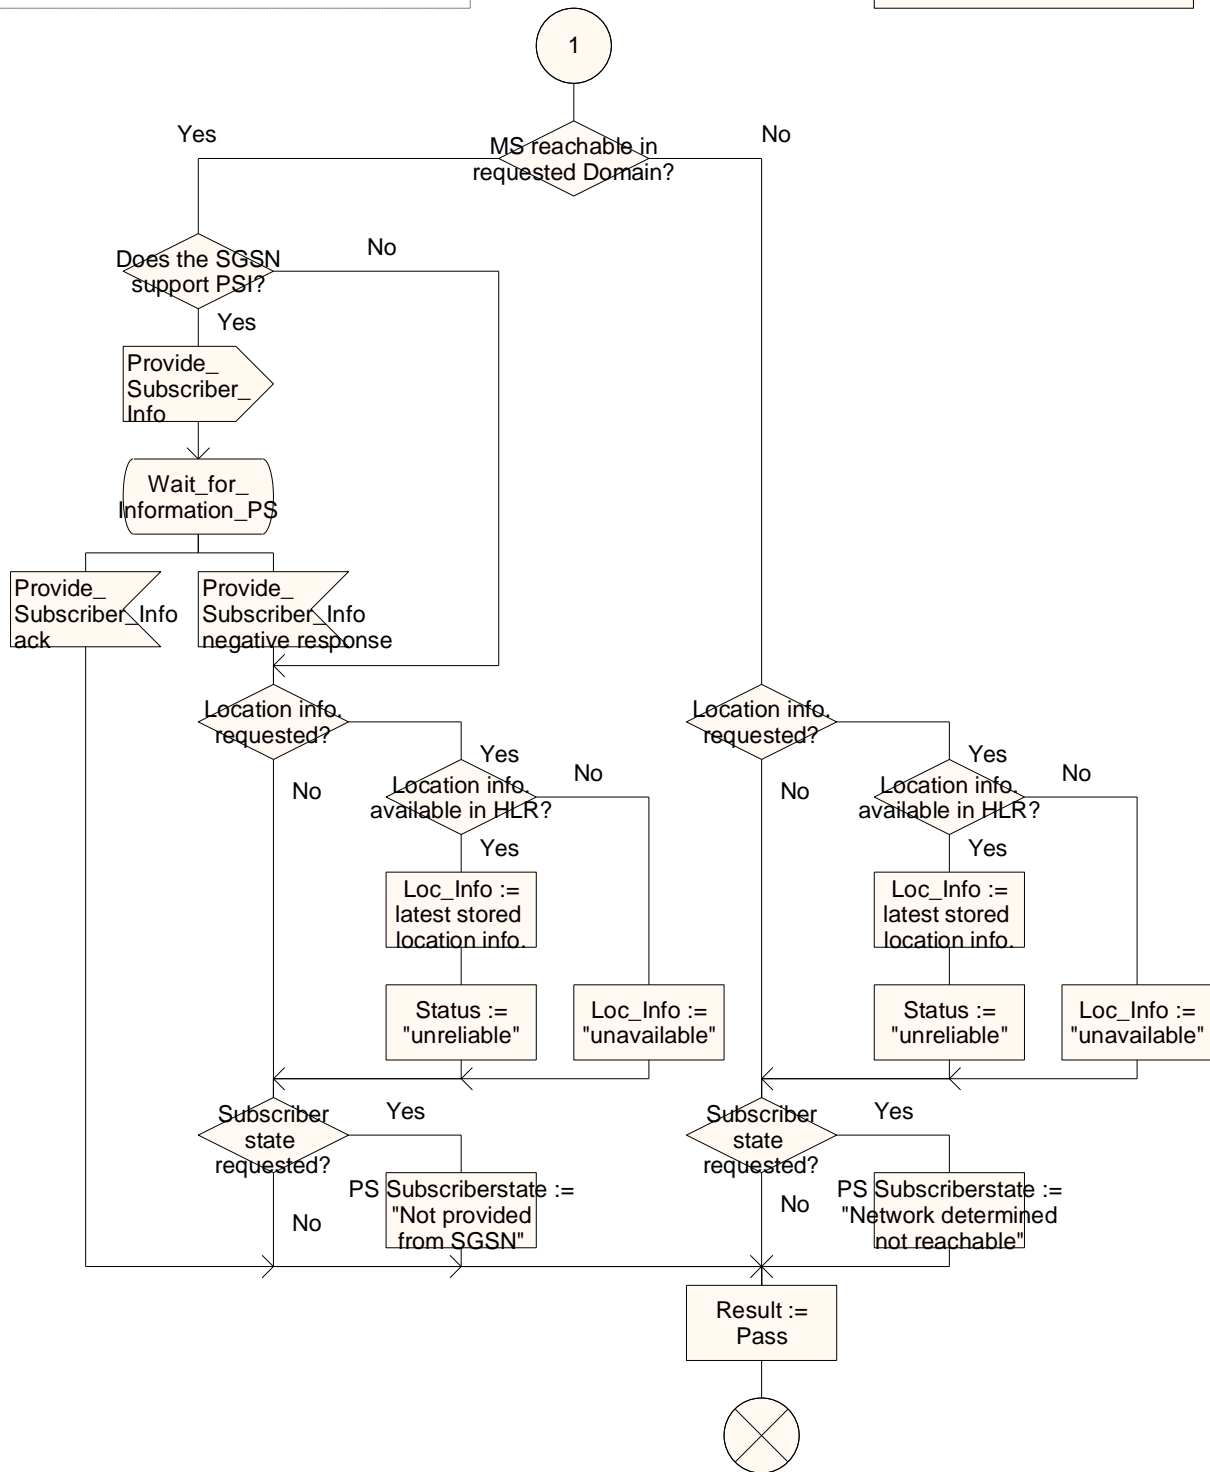 1
Yes
MS reachable in
requested Domain?
No
Does the SGSN
support PSI?
No
Yes
Provide_
Subscriber_
Info
Wait_for_
Information_PS
Provide_
Subscriber_Info
ack
Provide_
Subscriber_Info
negative response
Location info.
requested?
Yes
No
Location info.
available in HLR?
No
Yes
Loc_Info :=
latest stored
location info.
Status :=
"unreliable"
Loc_Info :=
"unavailable"
Location info.
requested?
Yes
No
Location info.
available in HLR?
No
Yes
Loc_Info :=
latest stored
location info.
Status :=
"unreliable"
Loc_Info :=
"unavailable"
Subscriber
state
requested?
Yes
No
PS Subscriberstate :=
"Not provided
from SGSN"
Subscriber
state
requested?
Yes
No
PS Subscriberstate :=
"Network determined
not reachable"
Result :=
Pass